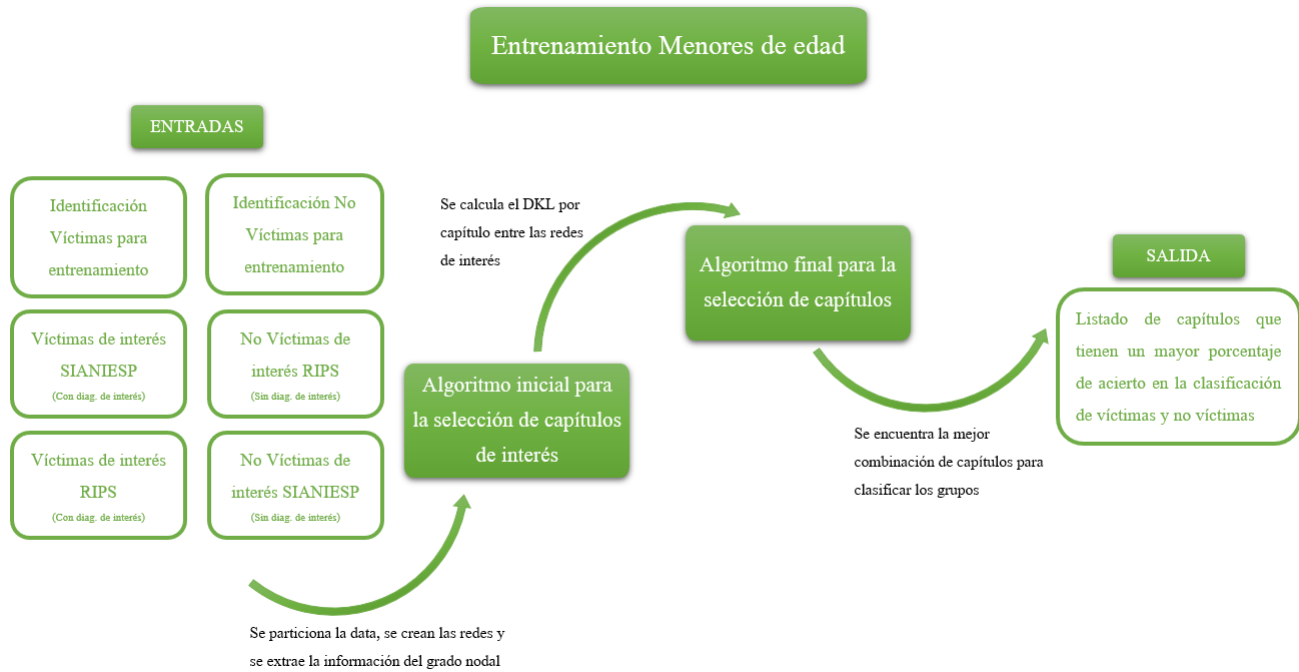 Entrenamiento Menores de edad
ENTRADAS
Identificación
Víctimas para
entrenamiento
Identificación No
Víctimas para
entrenamiento
Víctimas de interés
SIANIESP
(Con diag. de interés)
No Víctimas de
interés RIPS
(Sin diag. de interés)
Víctimas de interés
RIPS
(Con diag. de interés)
No Víctimas de
interés SIANIESP
(Sin diag. de interés)
Se particiona la data, se crean las redes y
se extrae la información del grado nodal
Algoritmo inicial para
la selección de capítulos
de interés
Se calcula el DKL por
capítulo entre las redes
de interés
Algoritmo final para la
selección de capítulos
Se encuentra la mejor
combinación de capítulos para
clasificar los grupos
SALIDA
Listado de capítulos que
tienen un mayor porcentaje
de acierto en la clasificación
de víctimas y no víctimas